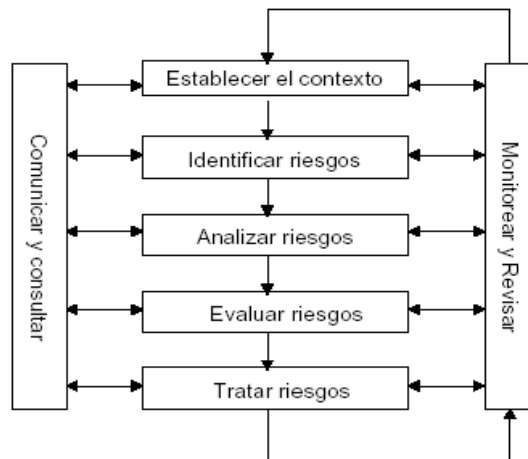 Establecer el contexto
Identificar riesgos
Analizar riesgos
Evaluar riesgos
Tratar riesgos
Comunicar y consultar
Monitorear y Revisar